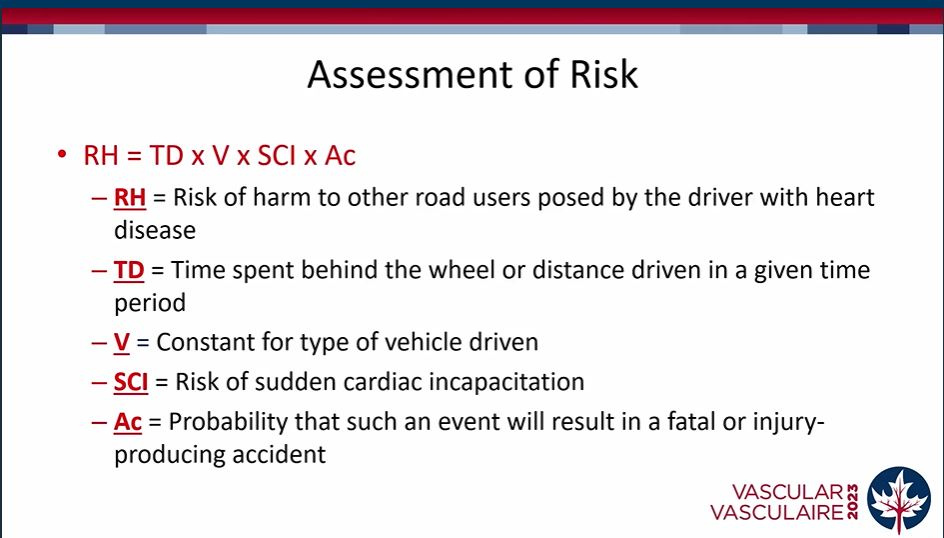 Assessment of Risk
• RH = TD x V x SCI x Ac
– RH = Risk of harm to other road users posed by the driver with heart
disease
– TD = Time spent behind the wheel or distance driven in a given time
period
– V = Constant for type of vehicle driven
– SCI = Risk of sudden cardiac incapacitation
– Ac = Probability that such an event will result in a fatal or injury-
producing accident
VASCULAR
VASCULAIRE
2023